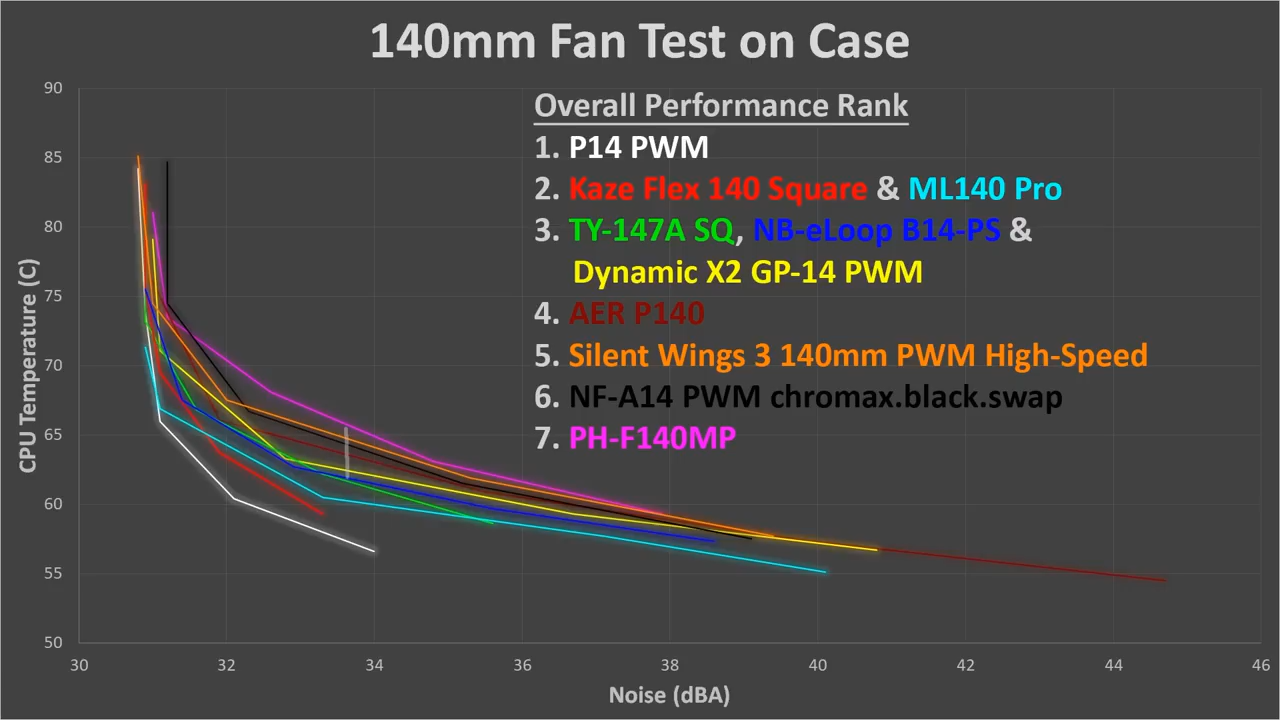 140mm Fan Test on Case
Overall Performance Rank
1. P14 PWM
2. Kaze Flex 140 Square & ML140 Pro
3. TY-147A SQ, NB-eLoop B14-PS &
Dynamic X2 GP-14 PWM
4. AER P140
5. Silent Wings 3 140mm PWM High-Speed
6. NF-A14 PWM chromax.black.swap
7. PH-F140MP
CPU Temperature (C)
90
85
80
75
70
65
60
55
50
30 32 34 36 38 40 42 44 46
Noise (dBA)